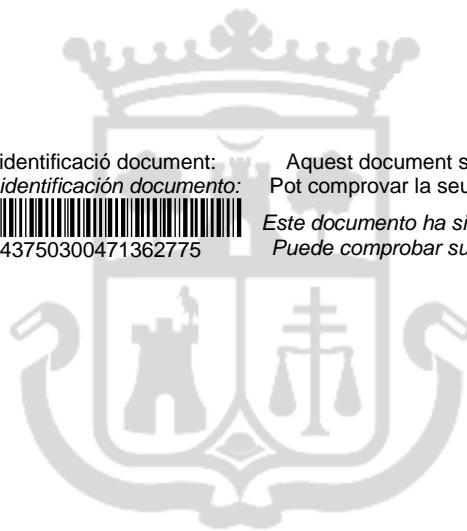 identificació document:
identificación documento:
43750300471362775
Aquest document s
Pot comprovar la seu
Este documento ha si
Puede comprobar su